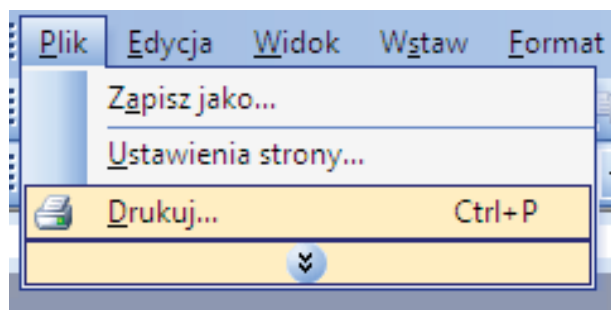 Plik Edycja Widok Wstaw Format
Zapisz jako...
Ustawienia strony...
Drukuj... Ctrl+P